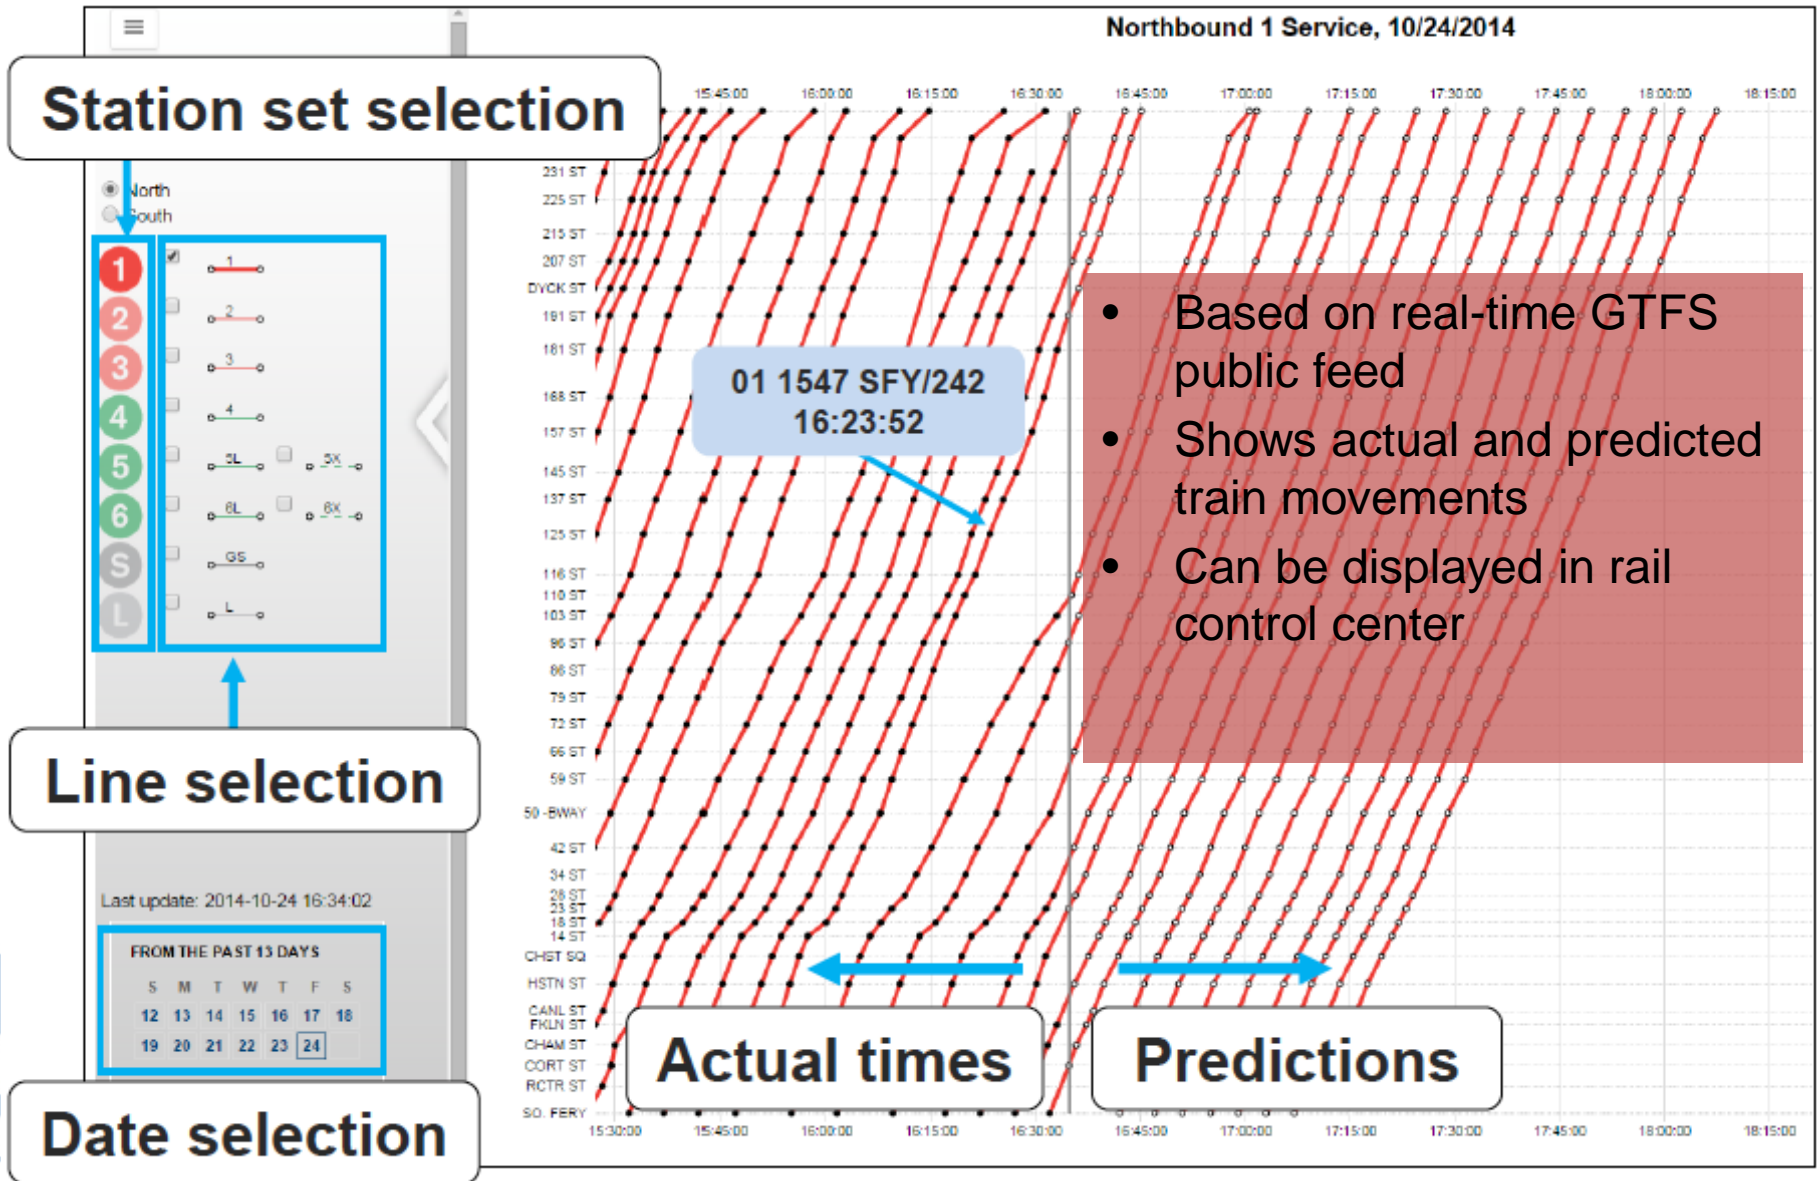 Northbound 1 Service, 10/24/2014
Station set selection
15:45:00 16:00:00 16:15:00 16:30:00 16:45:00 17:00:00 17:15:00 17:30:00 17:45:00 18:00:00 18:15:00
North
South
1 1
2 2
3 3
4 4
5 5L 5X
6 6L 6X
S GS
L L
231 ST
225 ST
215 ST
207 ST
DYCK ST
191 ST
181 ST
168 ST
157 ST
145 ST
137 ST
125 ST
116 ST
110 ST
103 ST
96 ST
86 ST
79 ST
72 ST
66 ST
59 ST
50 -BWAY
42 ST
34 ST
28 ST
23 ST
18 ST
14 ST
CHST SQ
HSTN ST
CANL ST
FKLN ST
CHAM ST
CORT ST
RCTR ST
SO. FERY
01 1547 SFY/242
16:23:52
• Based on real-time GTFS
public feed
• Shows actual and predicted
train movements
• Can be displayed in rail
control center
Line selection
Last update: 2014-10-24 16:34:02
FROM THE PAST 13 DAYS
S M T W T F S
12 13 14 15 16 17 18
19 20 21 22 23 24
Date selection
Actual times
Predictions
15:30:00 15:45:00 16:00:00 16:15:00 16:30:00 16:45:00 17:00:00 17:15:00 17:30:00 17:45:00 18:00:00 18:15:00